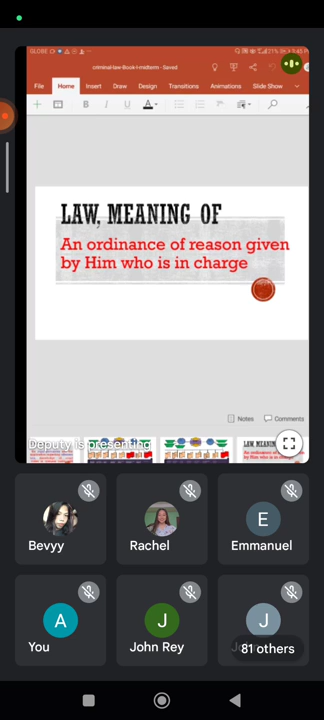 GLOBE
criminal-law-Book-I-midterm - Saved
File Home Insert Draw Design Transitions Animations Slide Show
B I U A
LAW, MEANING OF
An ordinance of reason given
by Him who is in charge
Notes Comments
Deputy is presenting
LAW, MEANING
Bevyy
Rachel
E
Emmanuel
A
You
J
John Rey
J
81 others